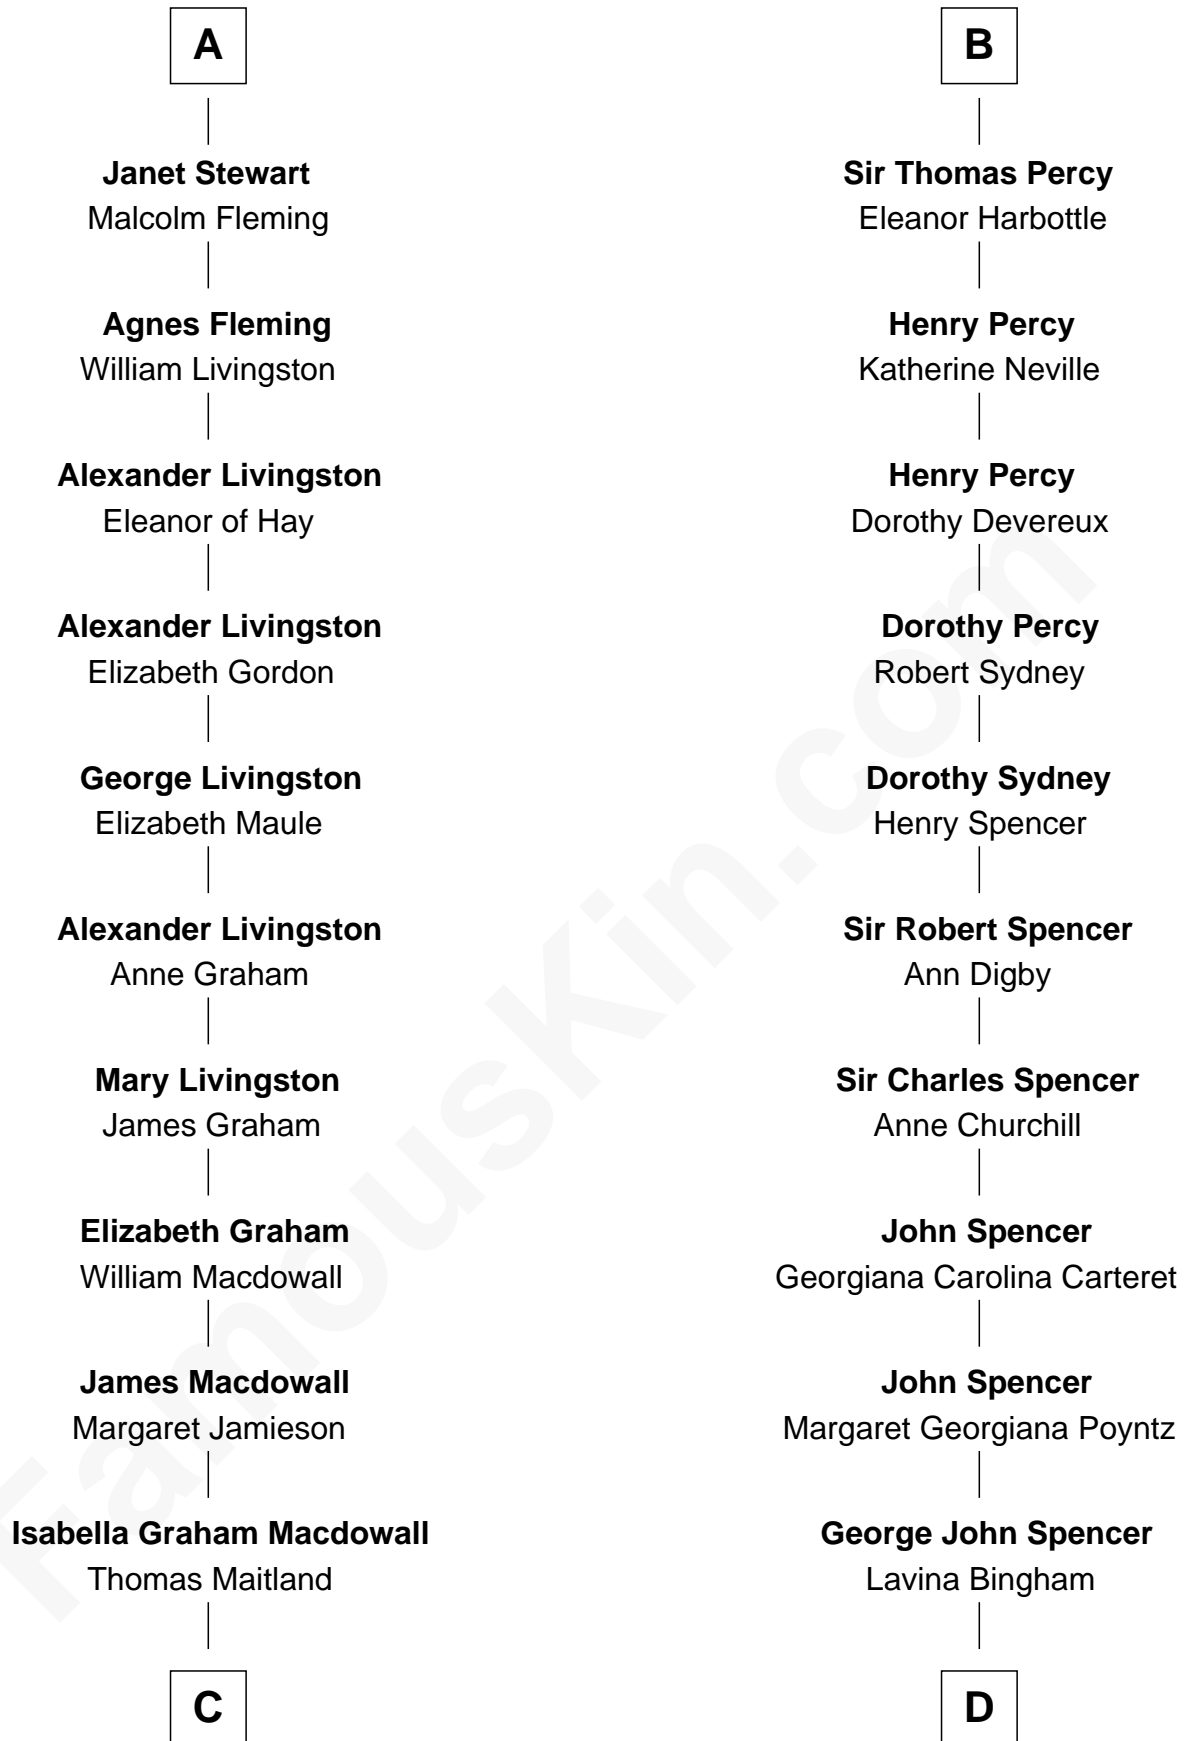 A
Janet Stewart
Malcolm Fleming
Agnes Fleming
William Livingston
Alexander Livingston
Eleanor of Hay
Alexander Livingston
Elizabeth Gordon
George Livingston
Elizabeth Maule
Alexander Livingston
Anne Graham
Mary Livingston
James Graham
Elizabeth Graham
William Macdowall
James Macdowall
Margaret Jamieson
Isabella Graham Macdowall
Thomas Maitland
C
B
Sir Thomas Percy
Eleanor Harbottle
Henry Percy
Katherine Neville
Henry Percy
Dorothy Devereux
Dorothy Percy
Robert Sydney
Dorothy Sydney
Henry Spencer
Sir Robert Spencer
Ann Digby
Sir Charles Spencer
Anne Churchill
John Spencer
Georgiana Carolina Carteret
John Spencer
Margaret Georgiana Poyntz
George John Spencer
Lavina Bingham
D
FamousKin.com